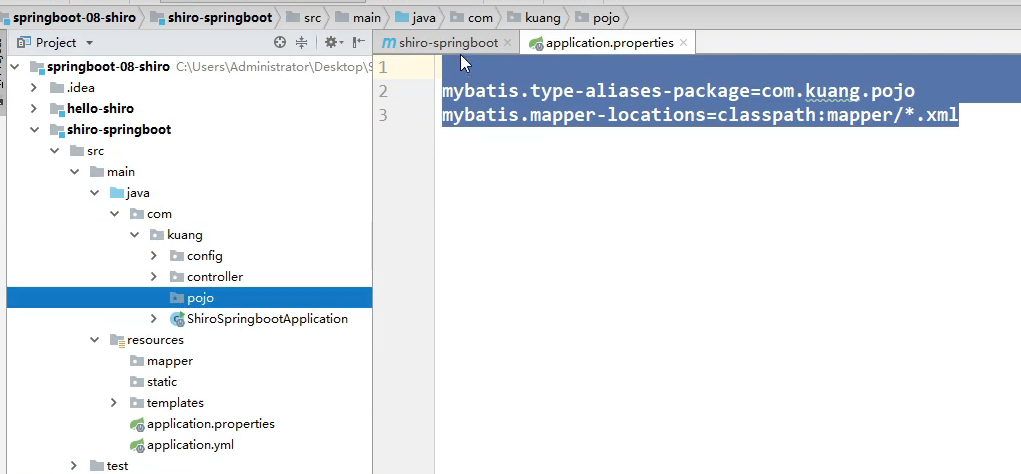 springboot-08-shiro shiro-springboot src main java com kuang pojo
Project
shiro-springboot application.properties
springboot-08-shiro C:\Users\Administrator\Desktop\S
.idea
hello-shiro
shiro-springboot
src
main
java
com
kuang
config
controller
pojo
ShiroSpringbootApplication
resources
mapper
static
templates
application.properties
application.yml
test
1
2 mybatis.type-aliases-package=com.kuang.pojo
3 mybatis.mapper-locations=classpath:mapper/*.xml